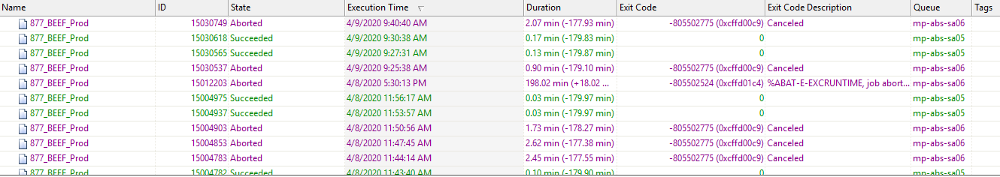 Name ID State Execution Time Duration Exit Code Exit Code Description Queue Tags
877_BEEF_Prod 15030749 Aborted 4/9/2020 9:40:40 AM 2.07 min (-177.93 min) -805502775 (0xcffd00c9) Canceled mp-abs-sa06
877_BEEF_Prod 15030618 Succeeded 4/9/2020 9:30:38 AM 0.17 min (-179.83 min) 0 mp-abs-sa05
877_BEEF_Prod 15030565 Succeeded 4/9/2020 9:27:31 AM 0.13 min (-179.87 min) 0 mp-abs-sa05
877_BEEF_Prod 15030537 Aborted 4/9/2020 9:25:38 AM 0.90 min (-179.10 min) -805502775 (0xcffd00c9) Canceled mp-abs-sa06
877_BEEF_Prod 15012203 Aborted 4/8/2020 5:30:13 PM 198.02 min (+18.02 ... -805502524 (0xcffd01c4) %ABAT-E-EXCRUNTIME, job abort... mp-abs-sa06
877_BEEF_Prod 15004975 Succeeded 4/8/2020 11:56:17 AM 0.03 min (-179.97 min) 0 mp-abs-sa05
877_BEEF_Prod 15004937 Succeeded 4/8/2020 11:53:57 AM 0.03 min (-179.97 min) 0 mp-abs-sa05
877_BEEF_Prod 15004903 Aborted 4/8/2020 11:50:56 AM 1.73 min (-178.27 min) -805502775 (0xcffd00c9) Canceled mp-abs-sa06
877_BEEF_Prod 15004853 Aborted 4/8/2020 11:47:45 AM 2.62 min (-177.38 min) -805502775 (0xcffd00c9) Canceled mp-abs-sa06
877_BEEF_Prod 15004783 Aborted 4/8/2020 11:44:14 AM 2.45 min (-177.55 min) -805502775 (0xcffd00c9) Canceled mp-abs-sa06
877_BEEF_Prod 15004782 Succeeded 4/8/2020 11:43:40 AM 0.10 min (-179.90 min) 0 mp-abs-sa05